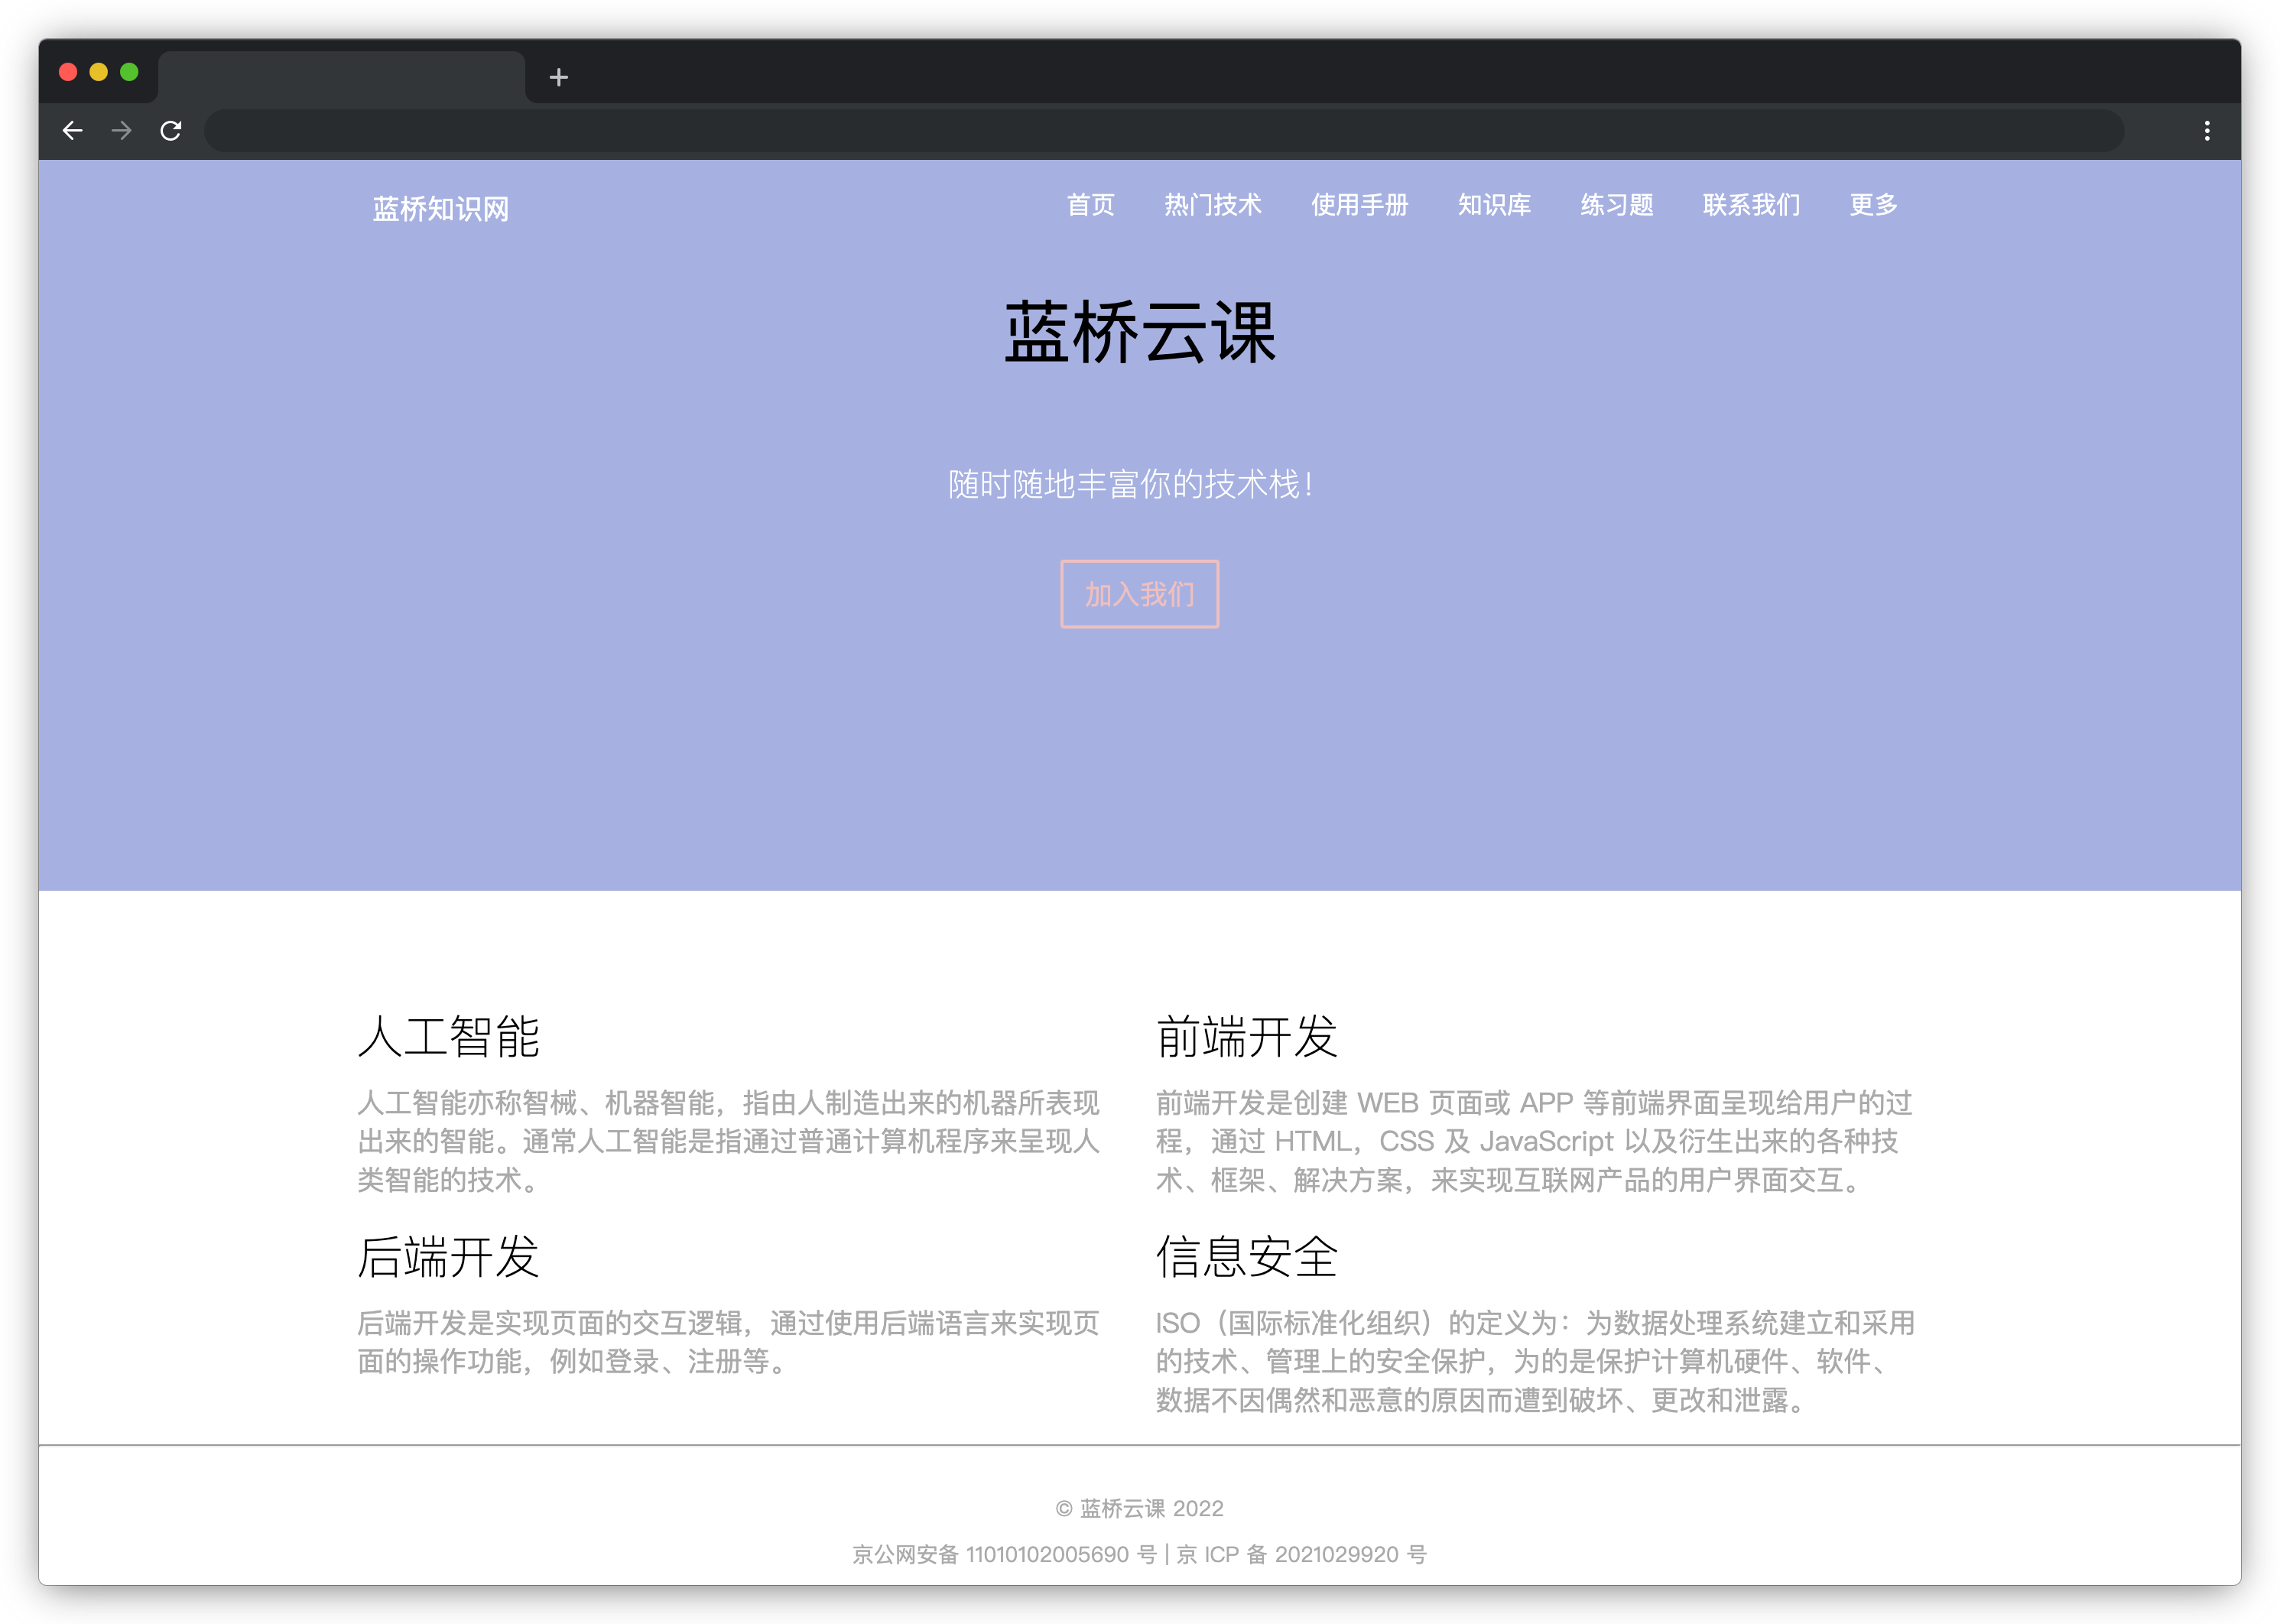 蓝桥知识网
首页 热门技术 使用手册 知识库 练习题 联系我们 更多
蓝桥云课
随时随地丰富你的技术栈！
加入我们
人工智能
人工智能亦称智械、机器智能，指由人制造出来的机器所表现
出来的智能。通常人工智能是指通过普通计算机程序来呈现人
类智能的技术。
前端开发
前端开发是创建 WEB 页面或 APP 等前端界面呈现给用户的过
程，通过 HTML，CSS 及 JavaScript 以及衍生出来的各种技
术、框架、解决方案，来实现互联网产品的用户界面交互。
后端开发
后端开发是实现页面的交互逻辑，通过使用后端语言来实现页
面的操作功能，例如登录、注册等。
信息安全
ISO（国际标准化组织）的定义为：为数据处理系统建立和采用
的技术、管理上的安全保护，为的是保护计算机硬件、软件、
数据不因偶然和恶意的原因而遭到破坏、更改和泄露。
© 蓝桥云课 2022
京公网安备 11010102005690 号 | 京 ICP 备 2021029920 号